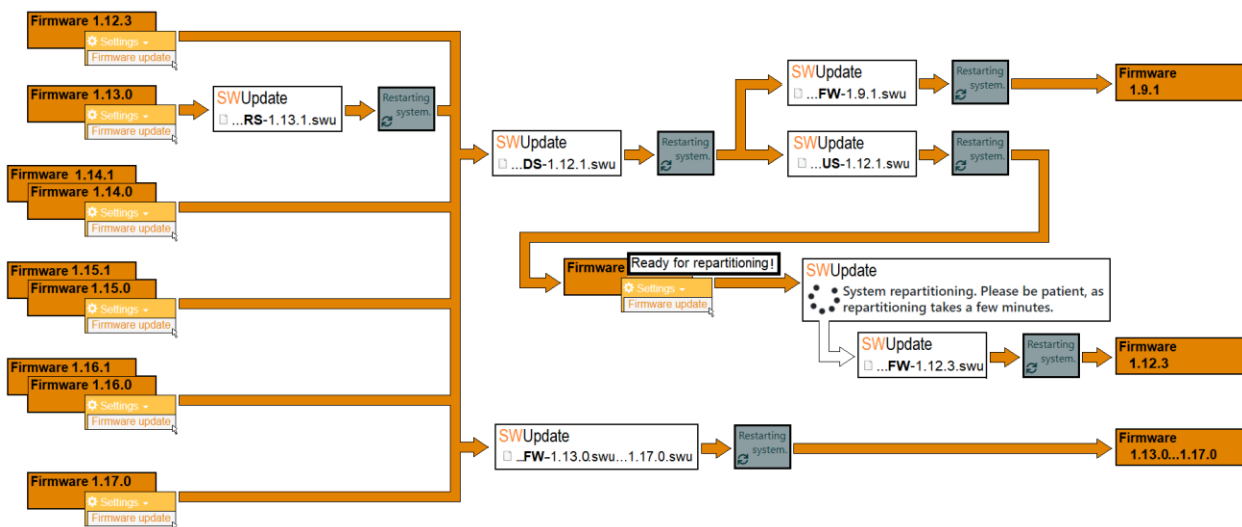 Firmware 1.12.3
Settings
Firmware update
Firmware 1.13.0
Settings
Firmware update
SWUpdate
...RS-1.13.1.swu
Restarting
system.
Firmware 1.14.1
Firmware 1.14.0
Settings
Firmware update
Firmware 1.15.1
Firmware 1.15.0
Settings
Firmware update
Firmware 1.16.1
Firmware 1.16.0
Settings
Firmware update
Firmware 1.17.0
Settings
Firmware update
SWUpdate
...DS-1.12.1.swu
Restarting
system.
SWUpdate
...FW-1.9.1.swu
Restarting
system.
Firmware
1.9.1
SWUpdate
...US-1.12.1.swu
Restarting
system.
Firmware
Ready for repartitioning!
Settings
Firmware update
SWUpdate
System repartitioning. Please be patient, as
repartitioning takes a few minutes.
SWUpdate
...FW-1.12.3.swu
Restarting
system.
Firmware
1.12.3
SWUpdate
...FW-1.13.0.swu...1.17.0.swu
Restarting
system.
Firmware
1.13.0...1.17.0